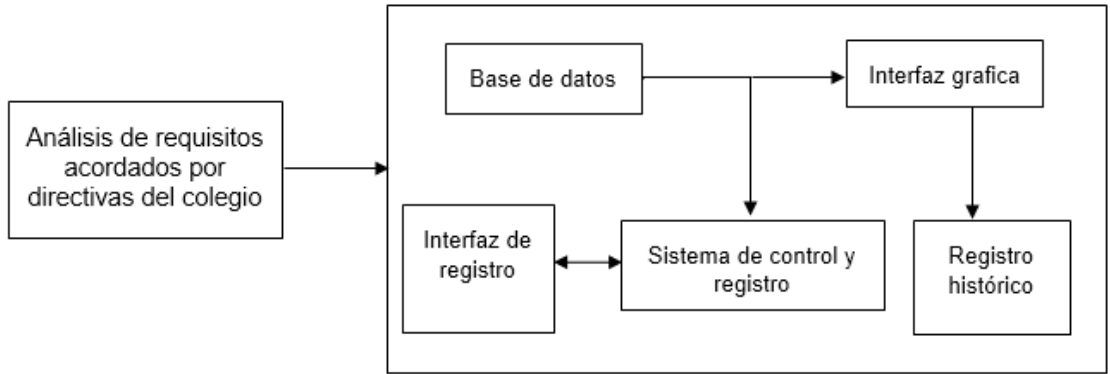 Análisis de requisitos
acordados por
directivas del colegio
Base de datos
Interfaz grafica
Interfaz de
registro
Sistema de control y
registro
Registro
histórico